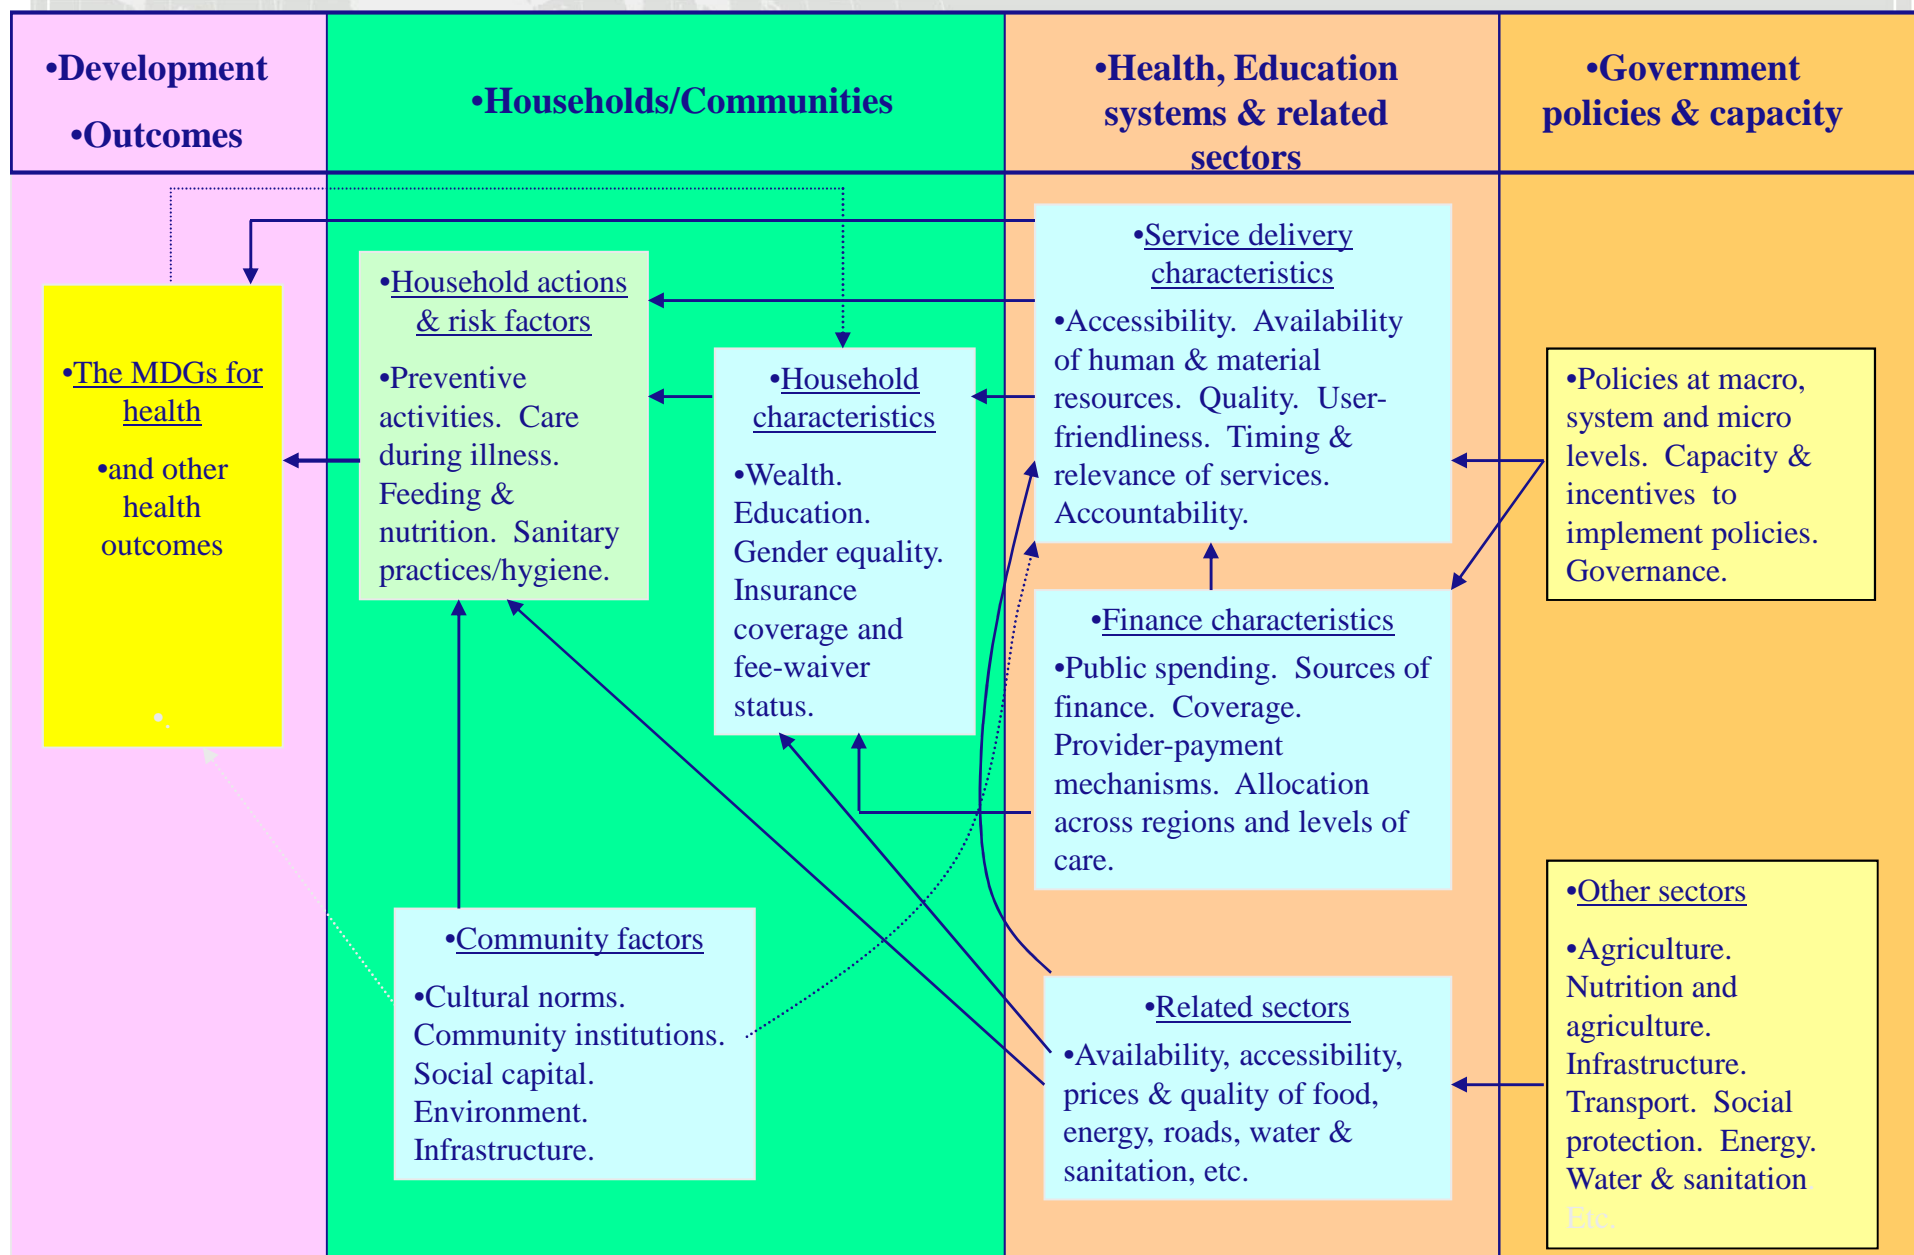 •Development
•Outcomes
•Households/Communities
•Health, Education
systems & related
sectors
•Government
policies & capacity
•The MDGs for
health
•and other
health
outcomes
•.
•Household actions
& risk factors
•Preventive
activities. Care
during illness.
Feeding &
nutrition. Sanitary
practices/hygiene.
•Household
characteristics
•Wealth.
Education.
Gender equality.
Insurance
coverage and
fee-waiver
status.
•Community factors
•Cultural norms.
Community institutions.
Social capital.
Environment.
Infrastructure.
•Service delivery
characteristics
•Accessibility. Availability
of human & material
resources. Quality. User-
friendliness. Timing &
relevance of services.
Accountability.
•Finance characteristics
•Public spending. Sources of
finance. Coverage.
Provider-payment
mechanisms. Allocation
across regions and levels of
care.
•Related sectors
•Availability, accessibility,
prices & quality of food,
energy, roads, water &
sanitation, etc.
•Policies at macro,
system and micro
levels. Capacity &
incentives to
implement policies.
Governance.
•Other sectors
•Agriculture.
Nutrition and
agriculture.
Infrastructure.
Transport. Social
protection. Energy.
Water & sanitation
Etc.